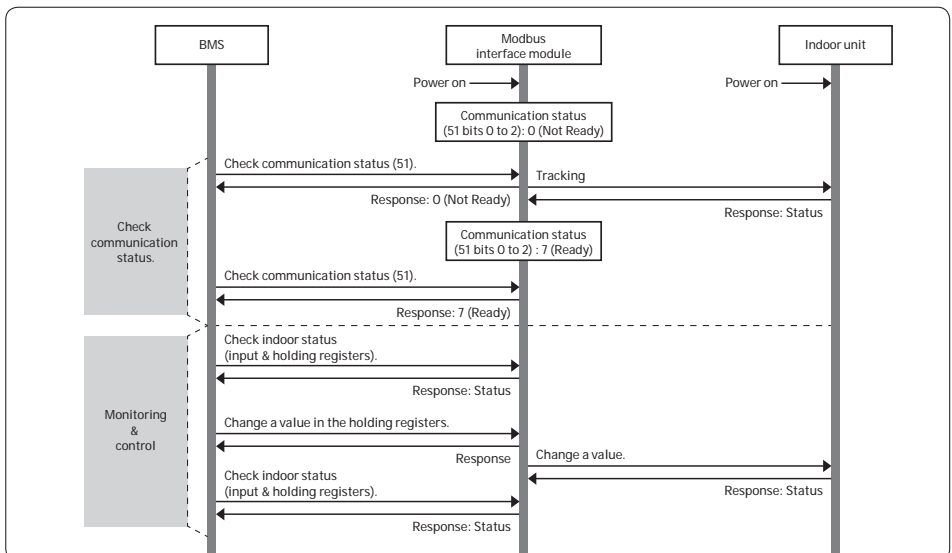 BMS
Modbus
interface module
Indoor unit
Power on
Power on
Communication status
(51 bits 0 to 2): 0 (Not Ready)
Check communication status (51).
Tracking
Response: 0 (Not Ready)
Response: Status
Check
communication
status.
Communication status
(51 bits 0 to 2) : 7 (Ready)
Check communication status (51).
Response: 7 (Ready)
Check indoor status
(input & holding registers).
Response: Status
Monitoring
&
control
Change a value in the holding registers.
Response
Change a value.
Check indoor status
(input & holding registers).
Response: Status
Response: Status